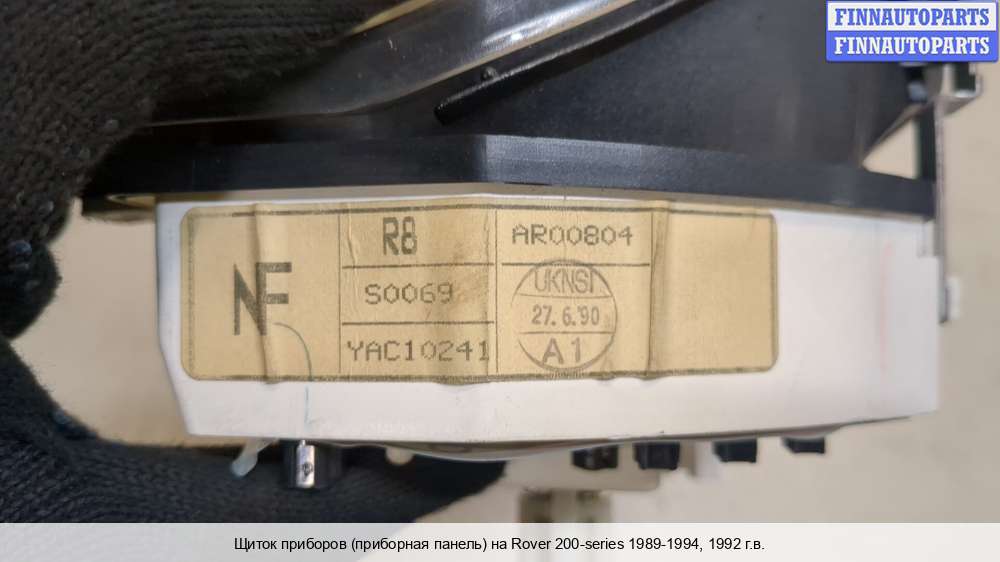 FINNAUTOPARTS
FINNAUTOPARTS
NF
R8
AR00804
S0069
UKNSI
27. 6.'90
A1
YAC10241
Щиток приборов (приборная панель) на Rover 200-series 1989-1994, 1992 г.в.